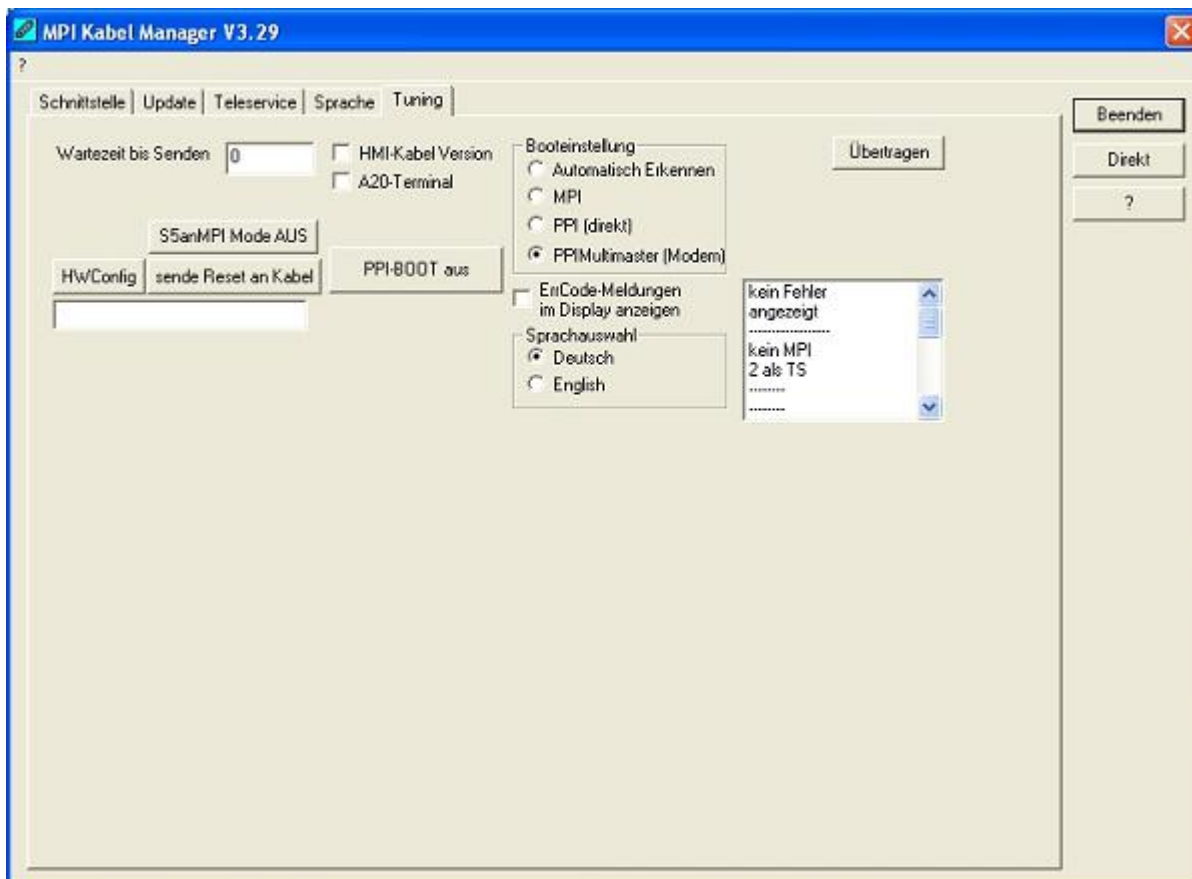 MPI Kabel Manager V3.29
?
Schnittstelle
Update
Teleservice
Sprache
Tuning
Wartezeit bis Senden
0
HMI-Kabel Version
A20-Terminal
S5anMPI Mode AUS
HWConfig
sende Reset an Kabel
PPI-BOOT aus
Booteinstellung
Automatisch Erkennen
MPI
PPI (direkt)
PPIMultimaster (Modem)
ErrCode-Meldungen
im Display anzeigen
Sprachauswahl
Deutsch
English
Übertragen
kein Fehler
angezeigt
-------------------
kein MPI
2 als TS
--------
--------
Beenden
Direkt
?